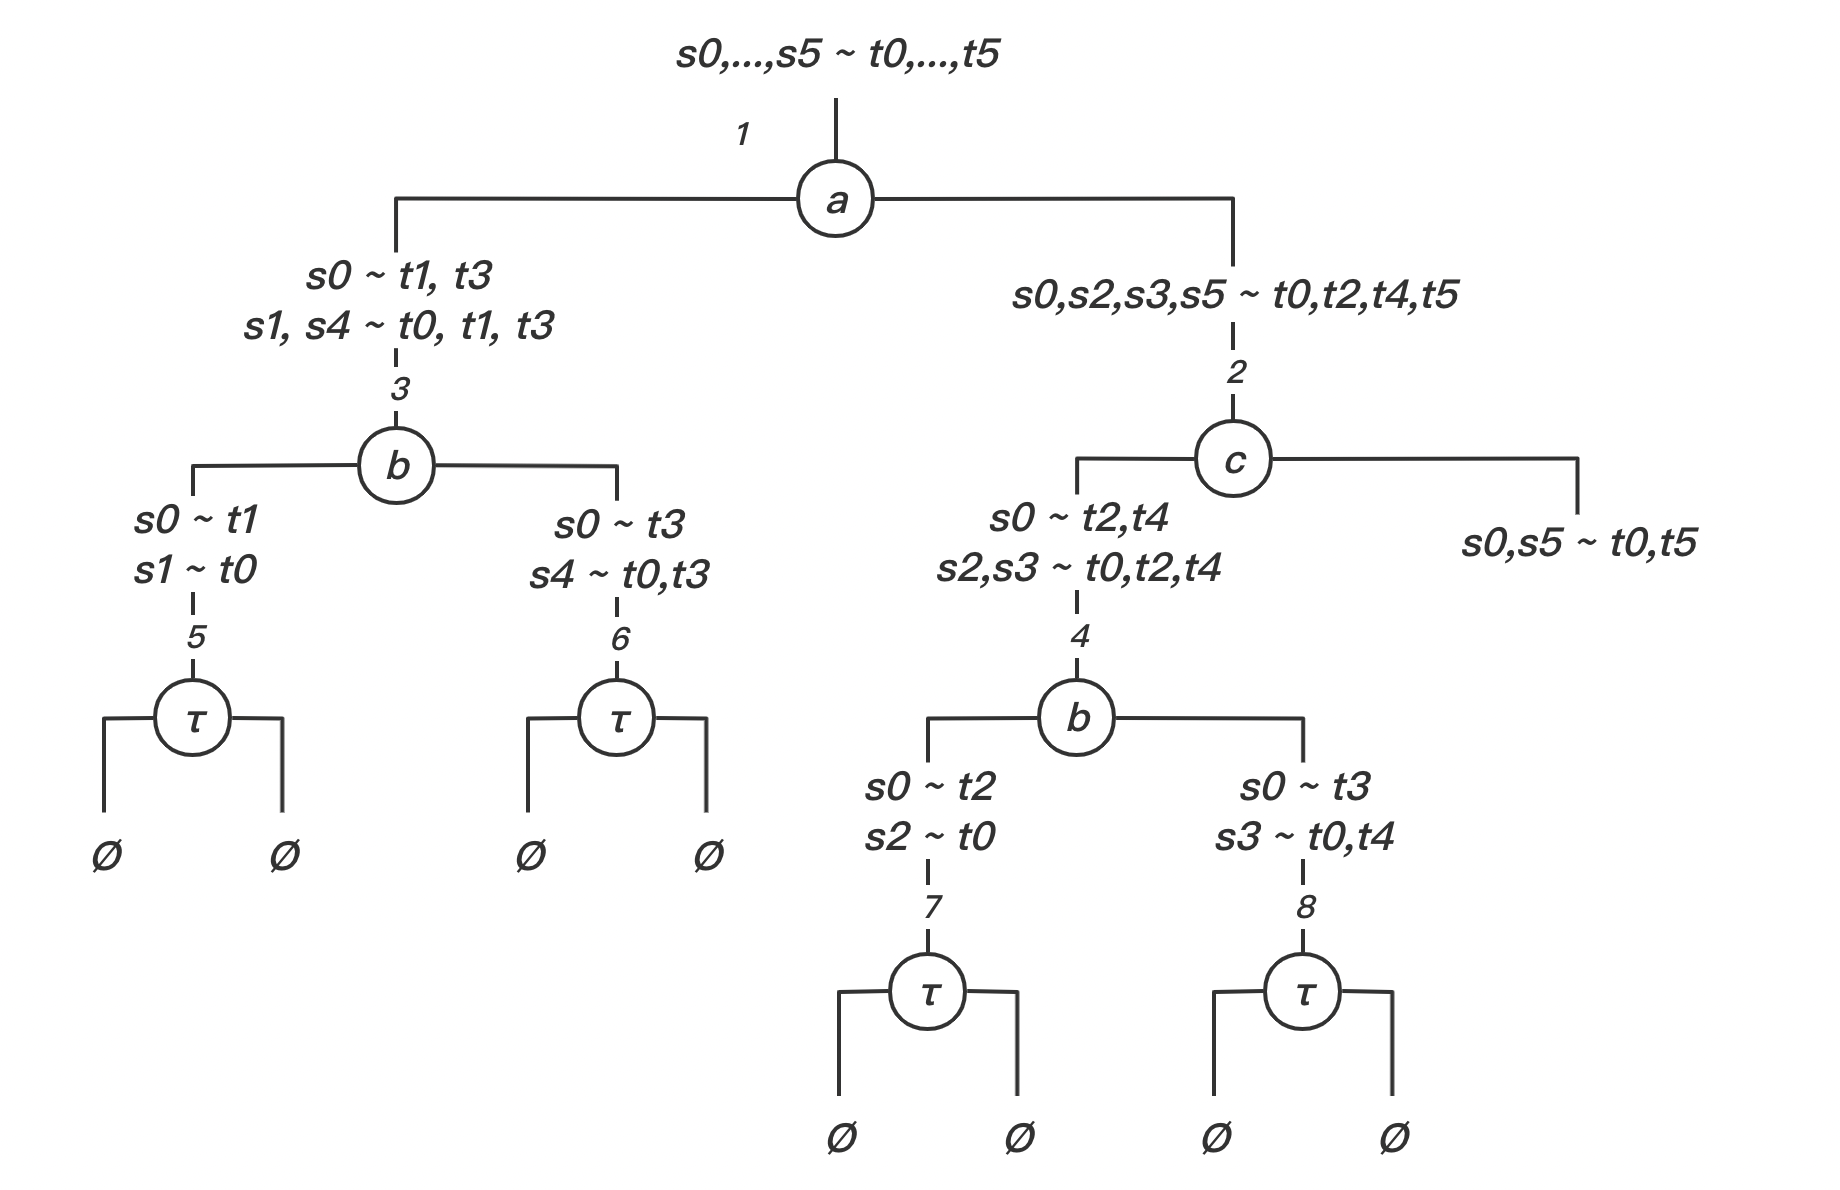 s0,...,s5 ~ t0,...,t5
1
a
s0 ~ t1, t3
s1, s4 ~ t0, t1, t3
s0,s2,s3,s5 ~ t0,t2,t4,t5
3
2
b
c
s0 ~ t1
s1 ~ t0
s0 ~ t3
s4 ~ t0,t3
s0 ~ t2,t4
s2,s3 ~ t0,t2,t4
s0,s5 ~ t0,t5
5
6
4
τ
τ
b
Ø
Ø
Ø
Ø
s0 ~ t2
s2 ~ t0
s0 ~ t3
s3 ~ t0,t4
7
8
τ
τ
Ø
Ø
Ø
Ø